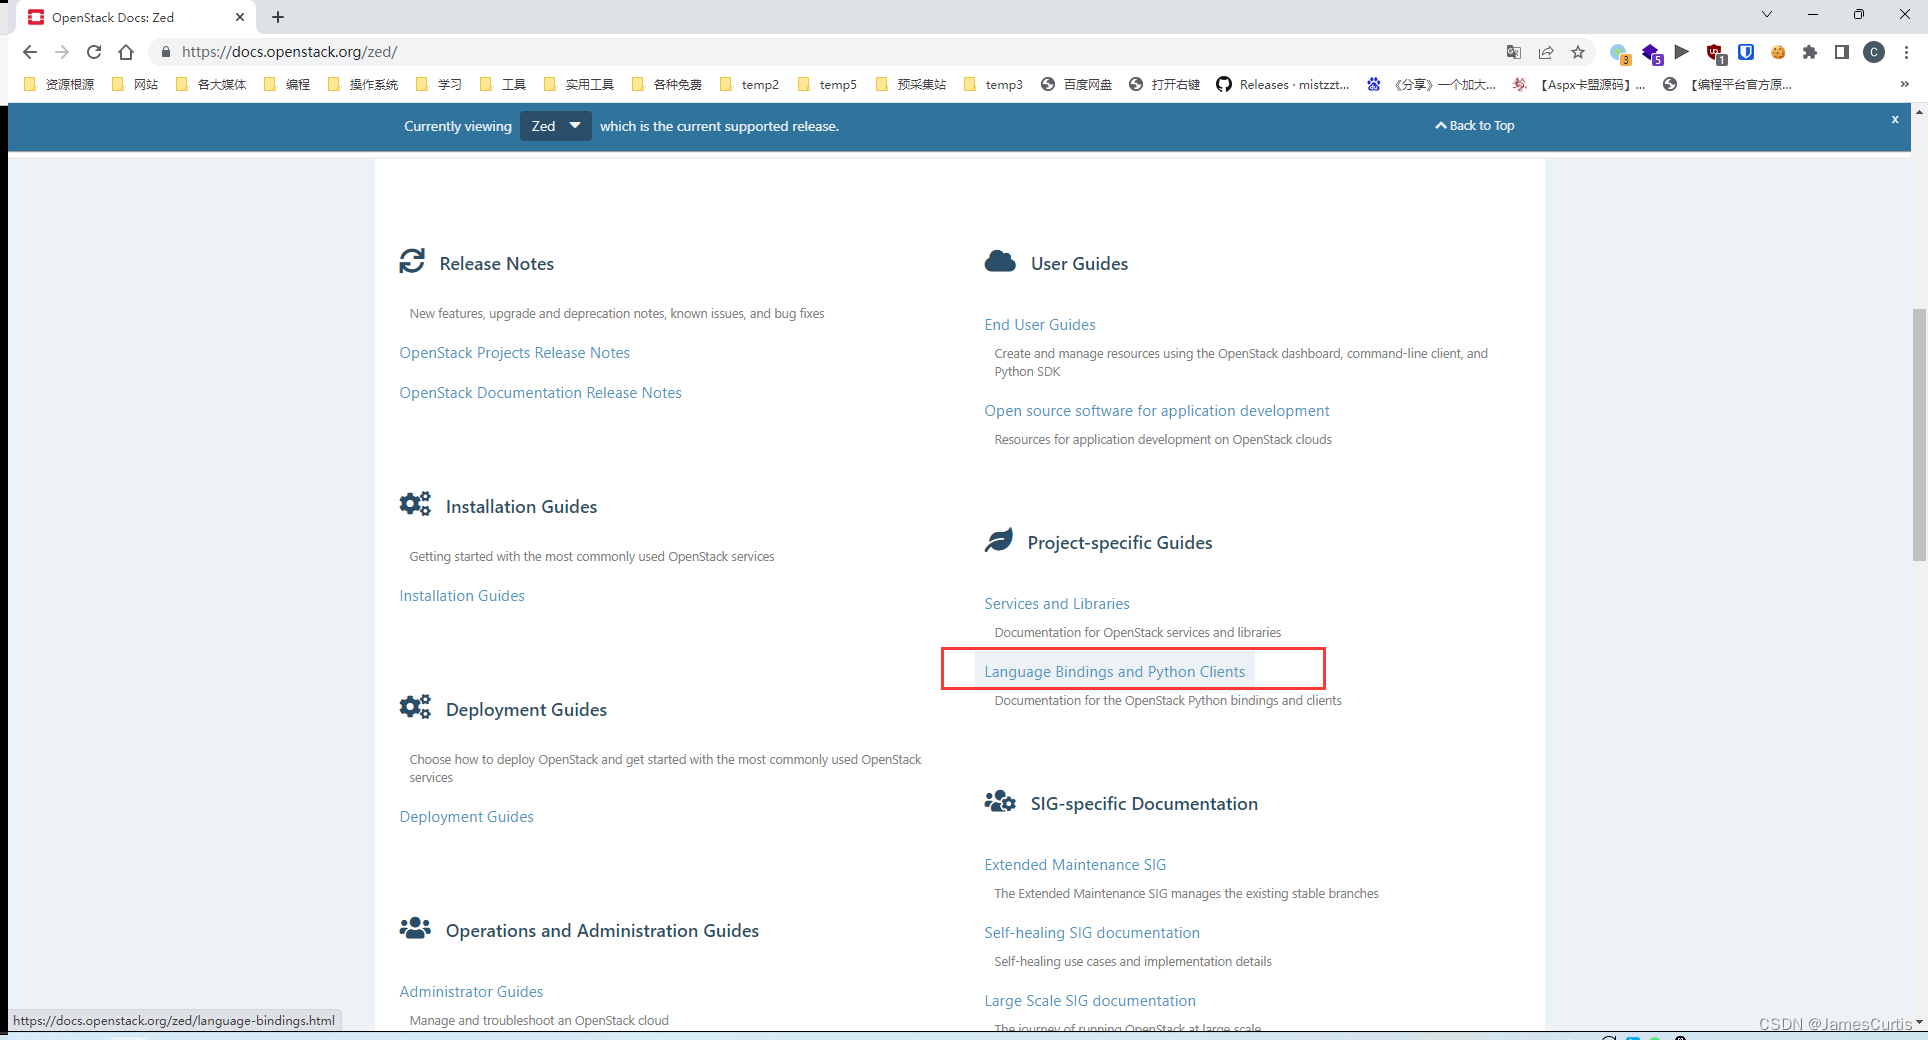 OpenStack Docs: Zed
https://docs.openstack.org/zed/
3
5
1
C
资源根源
网站
各大媒体
编程
操作系统
学习
工具
实用工具
各种免费
temp2
temp5
预采集站
temp3
百度网盘
打开右键
Releases · mistzzt...
《分享》一个加大...
【Aspx卡盟源码】...
【编程平台官方原...
Currently viewing Zed which is the current supported release.
Back to Top
x
Release Notes
New features, upgrade and deprecation notes, known issues, and bug fixes
OpenStack Projects Release Notes
OpenStack Documentation Release Notes
Installation Guides
Getting started with the most commonly used OpenStack services
Installation Guides
Deployment Guides
Choose how to deploy OpenStack and get started with the most commonly used OpenStack
services
Deployment Guides
Operations and Administration Guides
Administrator Guides
Manage and troubleshoot an OpenStack cloud
User Guides
End User Guides
Create and manage resources using the OpenStack dashboard, command-line client, and
Python SDK
Open source software for application development
Resources for application development on OpenStack clouds
Project-specific Guides
Services and Libraries
Documentation for OpenStack services and libraries
Language Bindings and Python Clients
Documentation for the OpenStack Python bindings and clients
SIG-specific Documentation
Extended Maintenance SIG
The Extended Maintenance SIG manages the existing stable branches
Self-healing SIG documentation
Self-healing use cases and implementation details
Large Scale SIG documentation
The journey of running OpenStack at large scale
https://docs.openstack.org/zed/language-bindings.html
CSDN @JamesCurtis